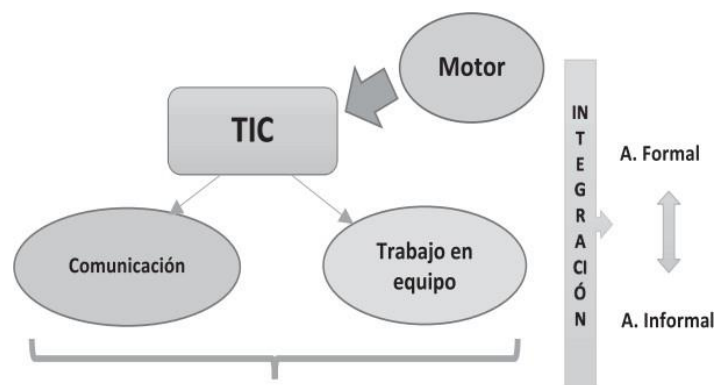 Motor
TIC
Comunicación
Trabajo en
equipo
IN
T
E
G
R
A
CI
Ó
N
A. Formal
A. Informal